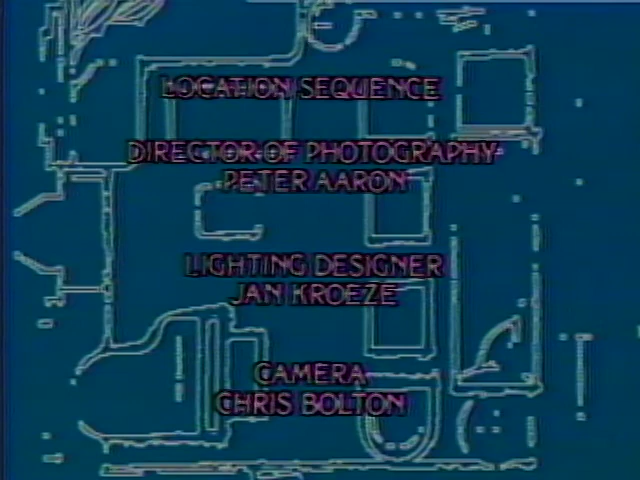 LOCATION SEQUENCE
DIRECTOR OF PHOTOGRAPHY
PETER AARON
LIGHTING DESIGNER
JAN KROEZE
CAMERA
CHRIS BOLTON